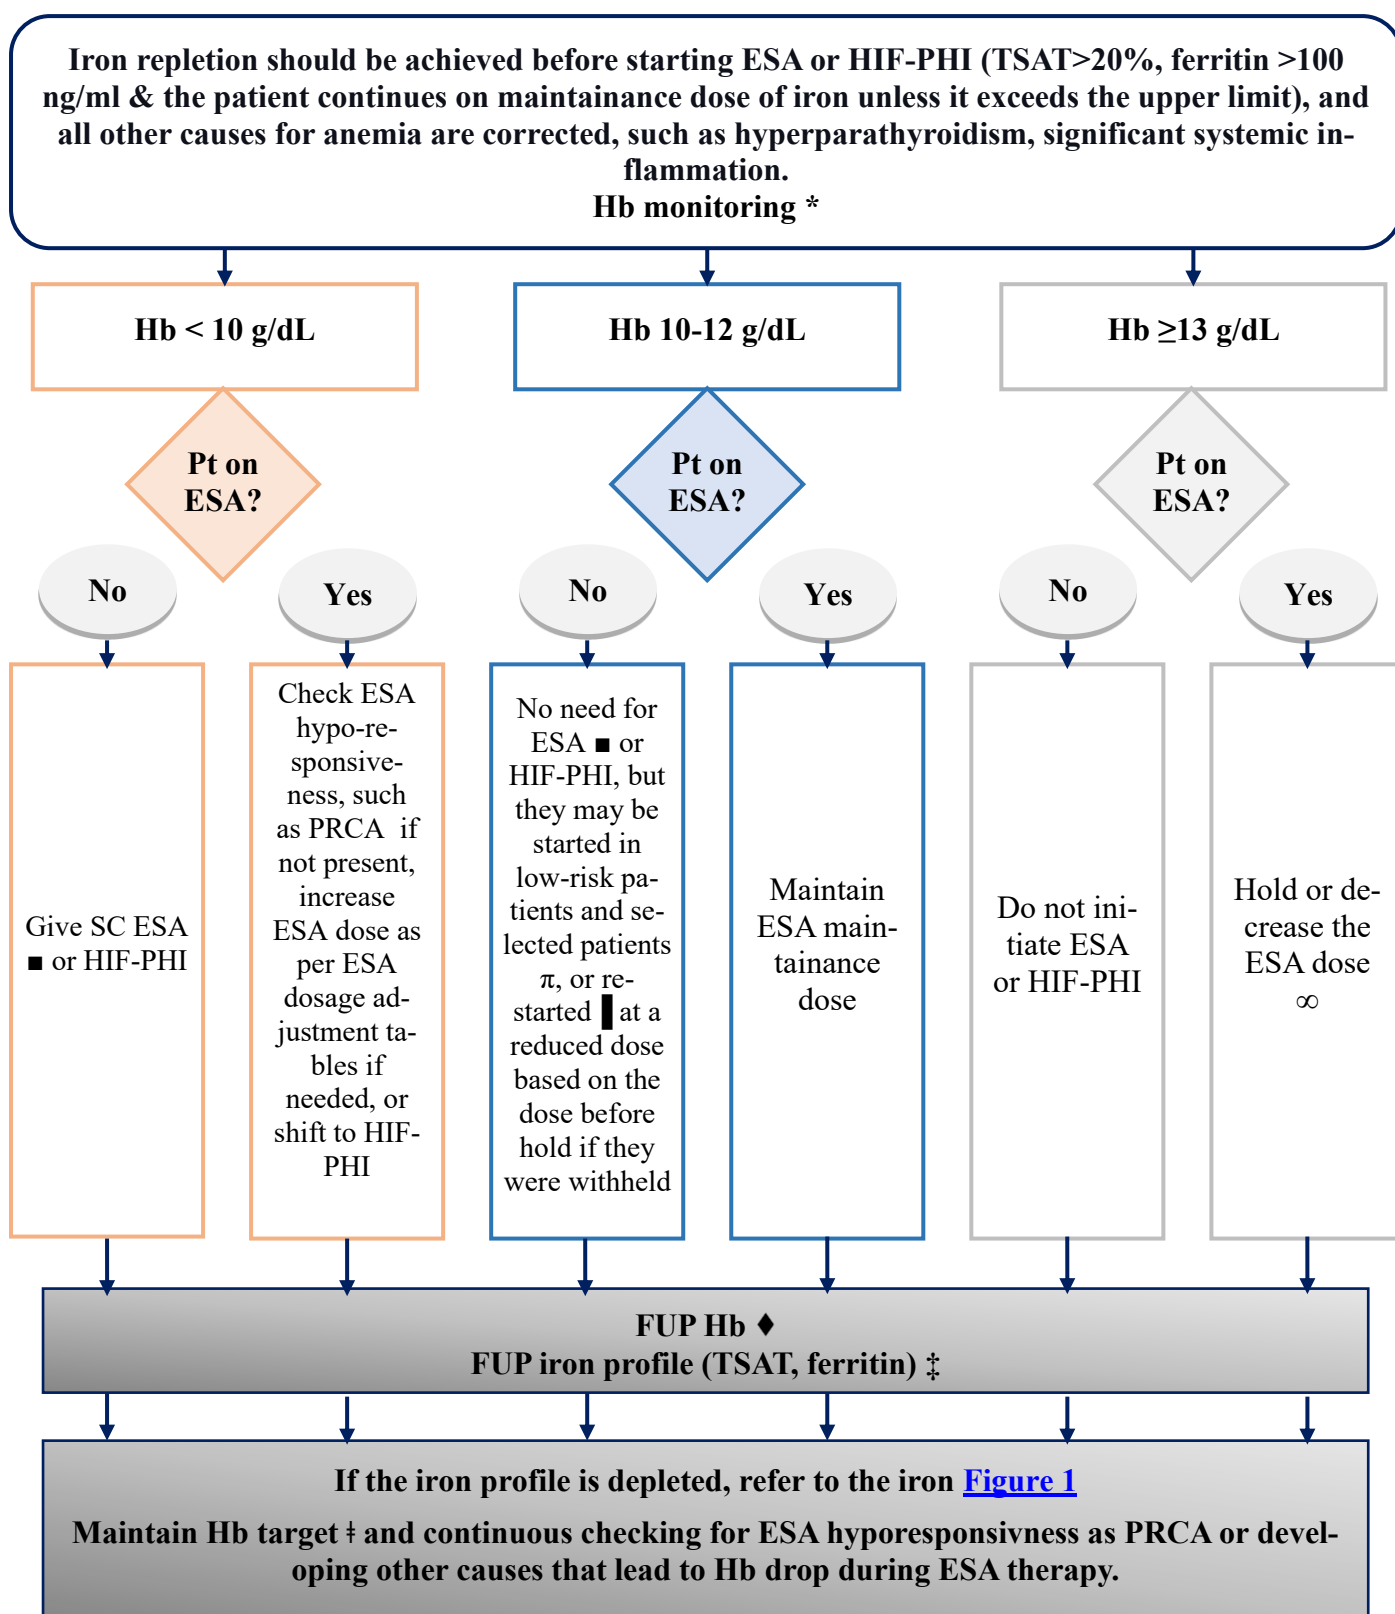 Iron repletion should be achieved before starting ESA or HIF-PHI (TSAT>20%, ferritin >100
ng/ml & the patient continues on maintainance dose of iron unless it exceeds the upper limit), and
all other causes for anemia are corrected, such as hyperparathyroidism, significant systemic in-
flammation.
Hb monitoring *
Hb < 10 g/dL
Hb 10-12 g/dL
Hb ≥13 g/dL
Pt on
ESA?
Pt on
ESA?
Pt on
ESA?
No
Yes
No
Yes
No
Yes
Give SC ESA
■ or HIF-PHI
Check ESA
hypo-re-
sponsive-
ness, such
as PRCA if
not present,
increase
ESA dose as
per ESA
dosage ad-
justment ta-
bles if
needed, or
shift to HIF-
PHI
No need for
ESA ■ or
HIF-PHI, but
they may be
started in
low-risk pa-
tients and se-
lected patients
π, or re-
started ▌at a
reduced dose
based on the
dose before
hold if they
were withheld
Maintain
ESA main-
tainance
dose
Do not ini-
tiate ESA
or HIF-PHI
Hold or de-
crease the
ESA dose
∞
FUP Hb ♦
FUP iron profile (TSAT, ferritin) ‡
If the iron profile is depleted, refer to the iron Figure 1
Maintain Hb target ǂ and continuous checking for ESA hyporesponsivness as PRCA or devel-
oping other causes that lead to Hb drop during ESA therapy.